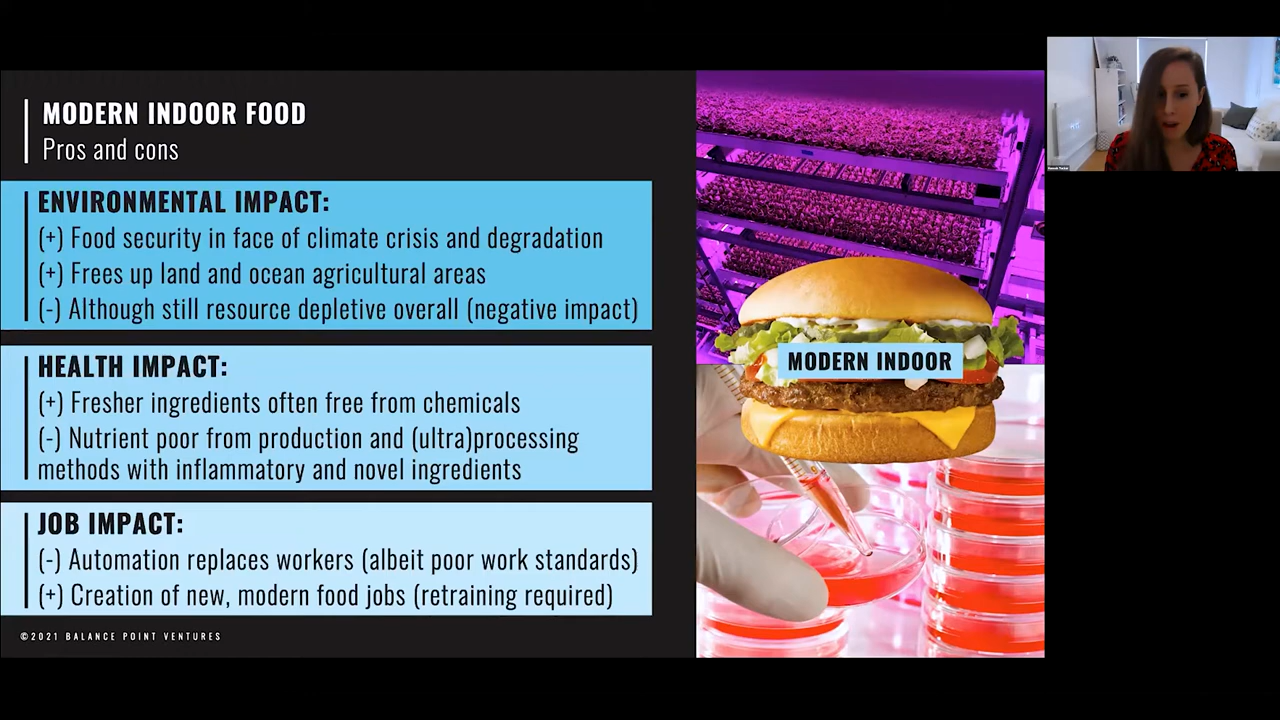 MODERN INDOOR FOOD
Pros and cons
ENVIRONMENTAL IMPACT:
(+) Food security in face of climate crisis and degradation
(+) Frees up land and ocean agricultural areas
(-) Although still resource depletive overall (negative impact)
HEALTH IMPACT:
(+) Fresher ingredients often free from chemicals
(-) Nutrient poor from production and (ultra)processing
methods with inflammatory and novel ingredients
JOB IMPACT:
(-) Automation replaces workers (albeit poor work standards)
(+) Creation of new, modern food jobs (retraining required)
©2021 BALANCE POINT VENTURES
MODERN INDOOR